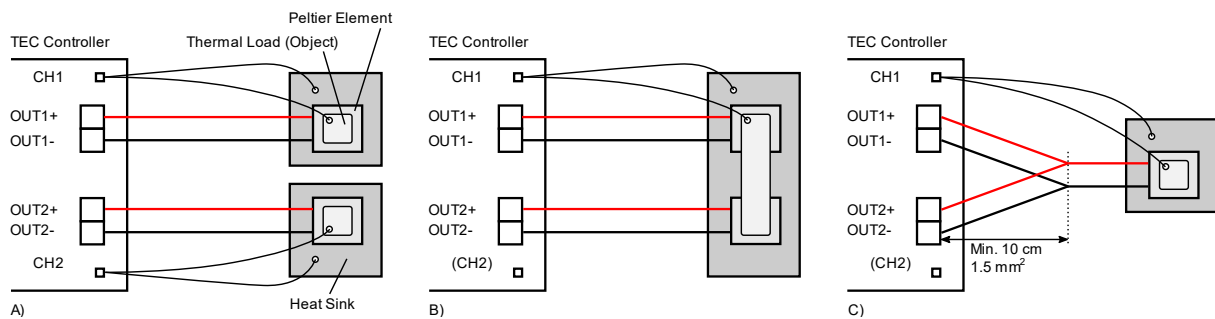 Peltier Element
TEC Controller
Thermal Load (Object)
CH1
OUT1+
OUT1-
OUT2+
OUT2-
CH2
Heat Sink
A)
TEC Controller
CH1
OUT1+
OUT1-
OUT2+
OUT2-
(CH2)
B)
TEC Controller
CH1
OUT1+
OUT1-
OUT2+
OUT2-
(CH2)
Min. 10 cm
1.5 mm²
C)